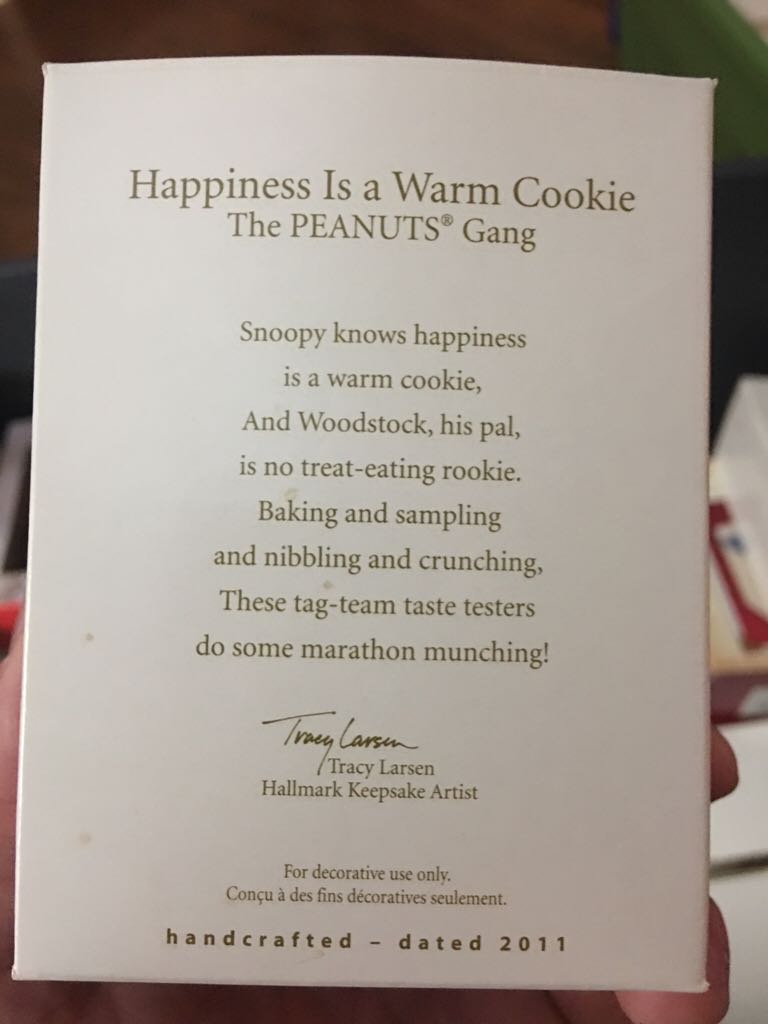 Happiness Is a Warm Cookie
The PEANUTS® Gang
Snoopy knows happiness
is a warm cookie,
And Woodstock, his pal,
is no treat-eating rookie.
Baking and sampling
and nibbling and crunching,
These tag-team taste testers
do some marathon munching!
Tracy Larsen
Tracy Larsen
Hallmark Keepsake Artist
For decorative use only.
Conçu à des fins décoratives seulement.
handcrafted – dated 2011